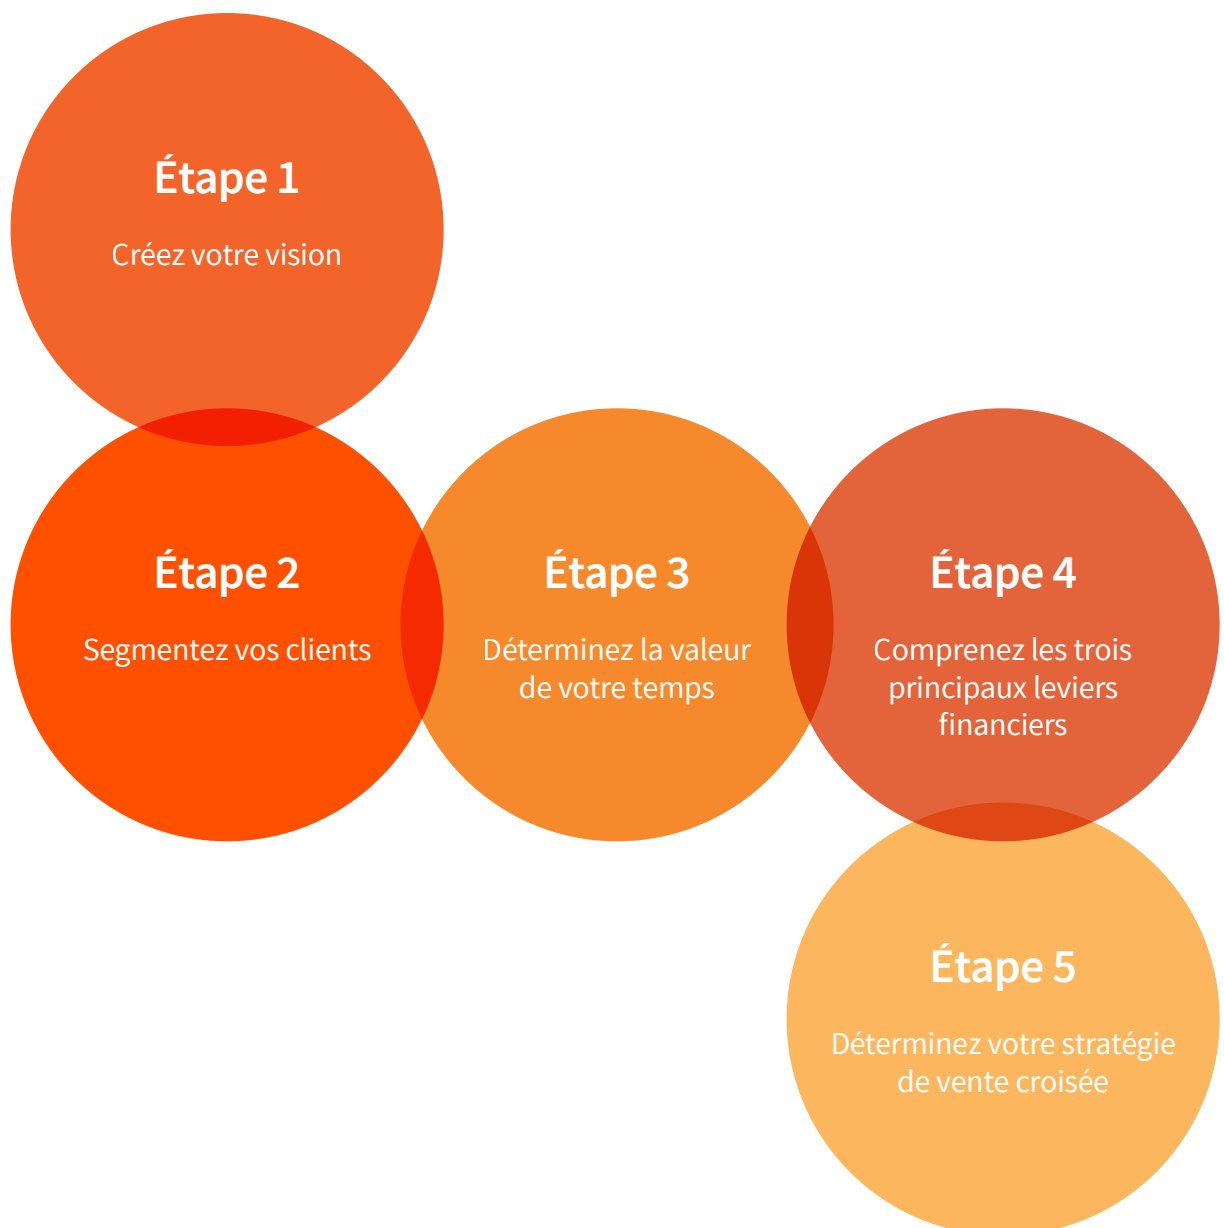 Étape 1
Créez votre vision
Étape 2
Segmentez vos clients
Étape 3
Déterminez la valeur
de votre temps
Étape 4
Comprenez les trois
principaux leviers
financiers
Étape 5
Déterminez votre stratégie
de vente croisée